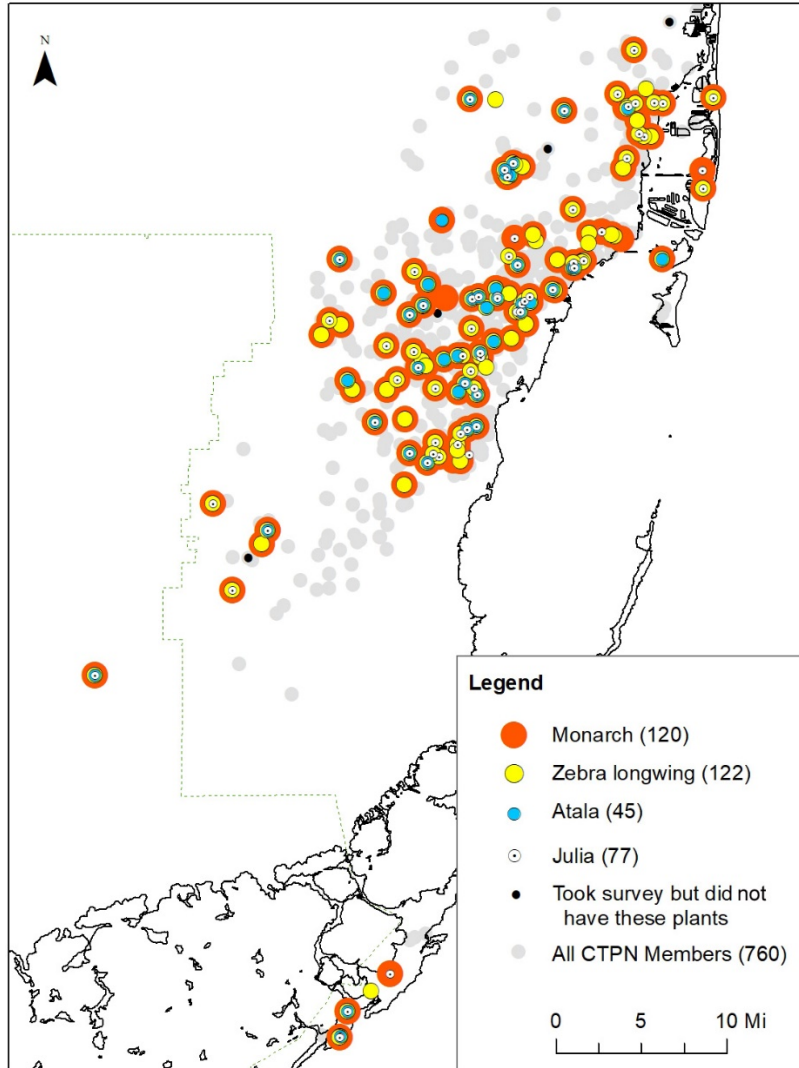 N
Legend
Monarch (120)
Zebra longwing (122)
Atala (45)
Julia (77)
Took survey but did not
have these plants
All CTPN Members (760)
0 5 10 Mi